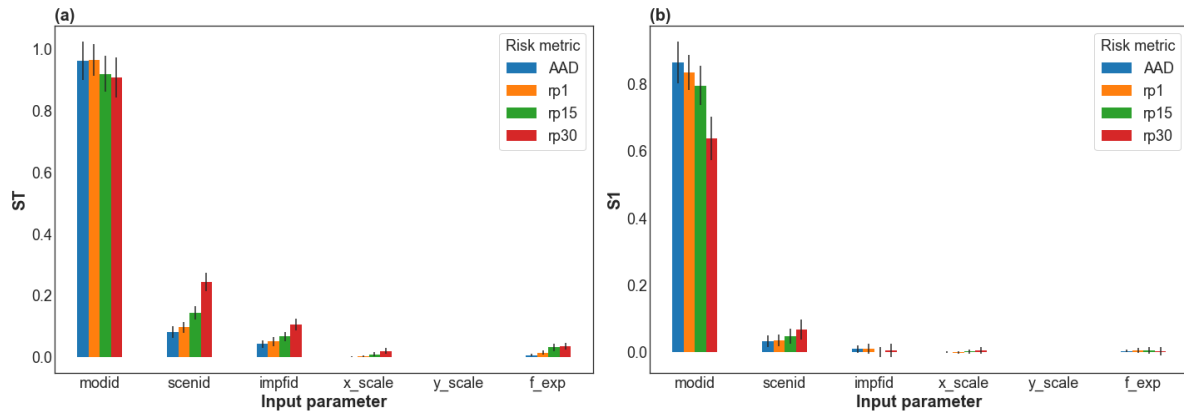 (a)
ST
1.0
0.8
0.6
0.4
0.2
0.0
Risk metric
AAD
rp1
rp15
rp30
modid scenid impfid x_scale y_scale f_exp
Input parameter
(b)
S1
0.8
0.6
0.4
0.2
0.0
Risk metric
AAD
rp1
rp15
rp30
modid scenid impfid x_scale y_scale f_exp
Input parameter